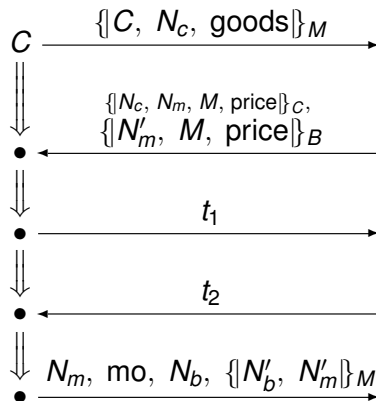 C {|C, N_c, goods|}_M
{|N_c, N_m, M, price|}_C,
{|N′_m, M, price|}_B
t_1
t_2
N_m, mo, N_b, {|N′_b, N′_m|}_M